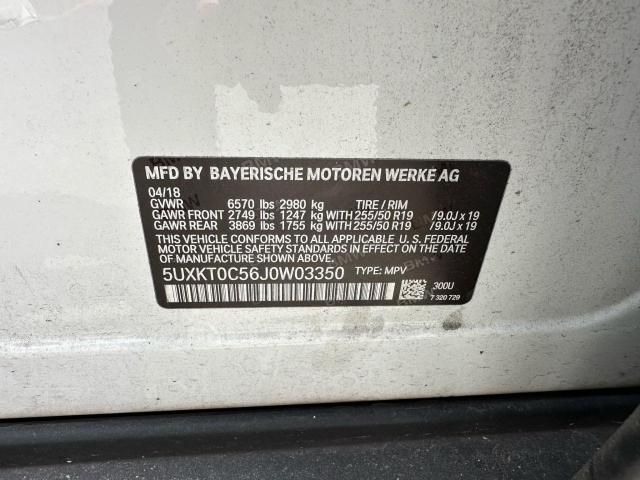 MFD BY BAYERISCHE MOTOREN WERKE AG
04/18
GVWR 6570 lbs 2980 kg TIRE / RIM
GAWR FRONT 2749 lbs 1247 kg WITH 255/50 R19 /9.0J x 19
GAWR REAR 3869 lbs 1755 kg WITH 255/50 R19 /9.0J x 19
THIS VEHICLE CONFORMS TO ALL APPLICABLE U.S. FEDERAL
MOTOR VEHICLE SAFETY STANDARDS IN EFFECT ON THE DATE
OF MANUFACTURE SHOWN ABOVE.
5UXKT0C56J0W03350 TYPE: MPV
300U
7 320 729